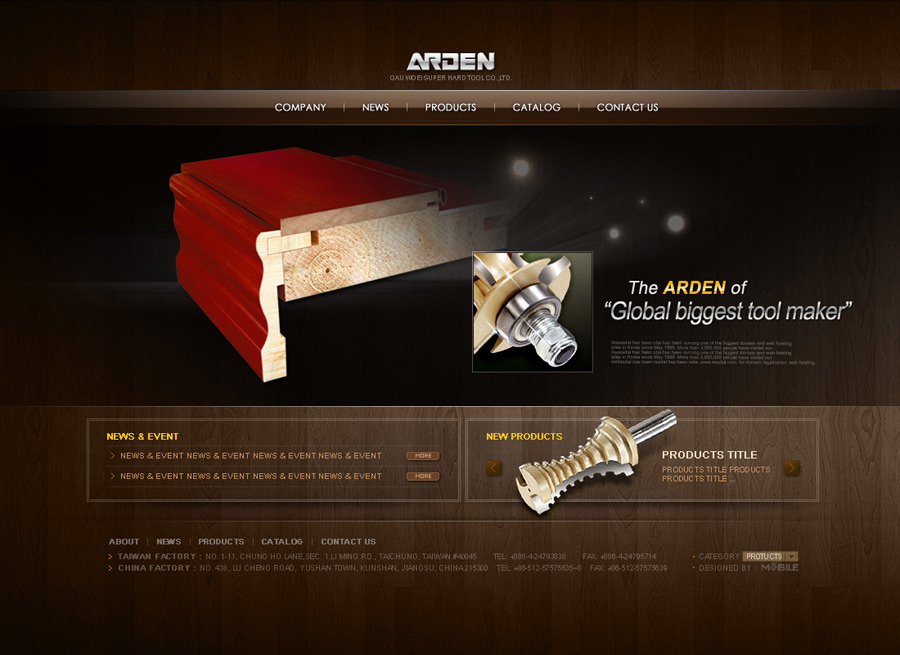 ARDEN
GAU WOEI SUPER HARD TOOL CO.,LTD.
COMPANY | NEWS | PRODUCTS | CATALOG | CONTACT US
The ARDEN of
“Global biggest tool maker”
NEWS & EVENT
NEWS & EVENT NEWS & EVENT NEWS & EVENT NEWS & EVENT MORE
NEWS & EVENT NEWS & EVENT NEWS & EVENT NEWS & EVENT MORE
NEW PRODUCTS
PRODUCTS TITLE
PRODUCTS TITLE PRODUCTS
PRODUCTS TITLE ...
ABOUT | NEWS | PRODUCTS | CATALOG | CONTACT US
TAIWAN FACTORY : NO. 1-11, CHUNG HO LANE,SEC. 1,LI MING RD., TAICHUNG, TAIWAN #40845 TEL: +886-4-24793838 FAX: +886-4-24795714
CHINA FACTORY : NO. 438, LU CHENG ROAD, YUSHAN TOWN, KUNSHAN, JIANGSU, CHINA215300 TEL: +86-512-57575635~8 FAX: +86-512-57575639
CATEGORY PROTUCTS
DESIGNED BY : MOBILE